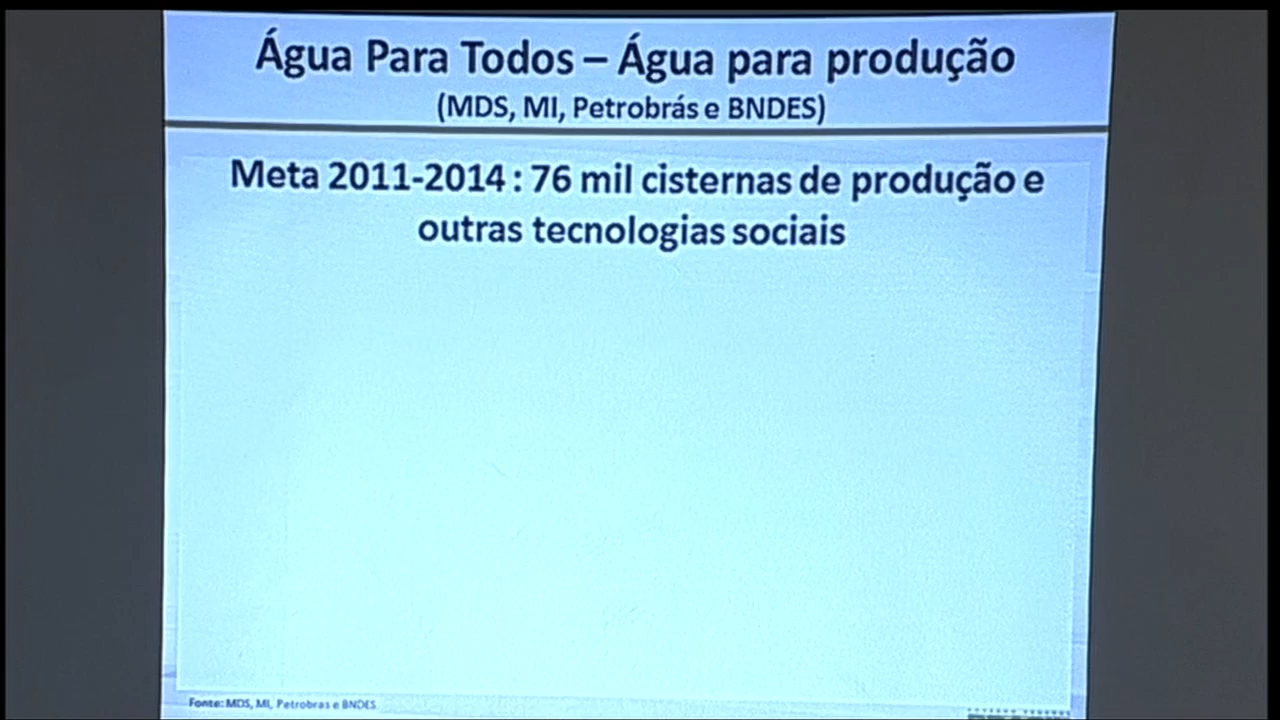 Água Para Todos – Água para produção
(MDS, MI, Petrobrás e BNDES)
Meta 2011-2014 : 76 mil cisternas de produção e
outras tecnologias sociais
Fonte: MDS, MI, Petrobras e BNDES